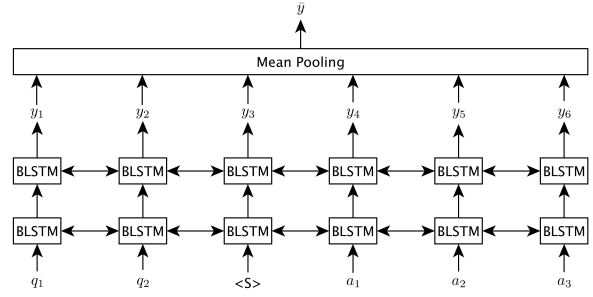 ȳ
Mean Pooling
y₁ y₂ y₃ y₄ y₅ y₆
BLSTM BLSTM BLSTM BLSTM BLSTM BLSTM
BLSTM BLSTM BLSTM BLSTM BLSTM BLSTM
q₁ q₂ <S> a₁ a₂ a₃